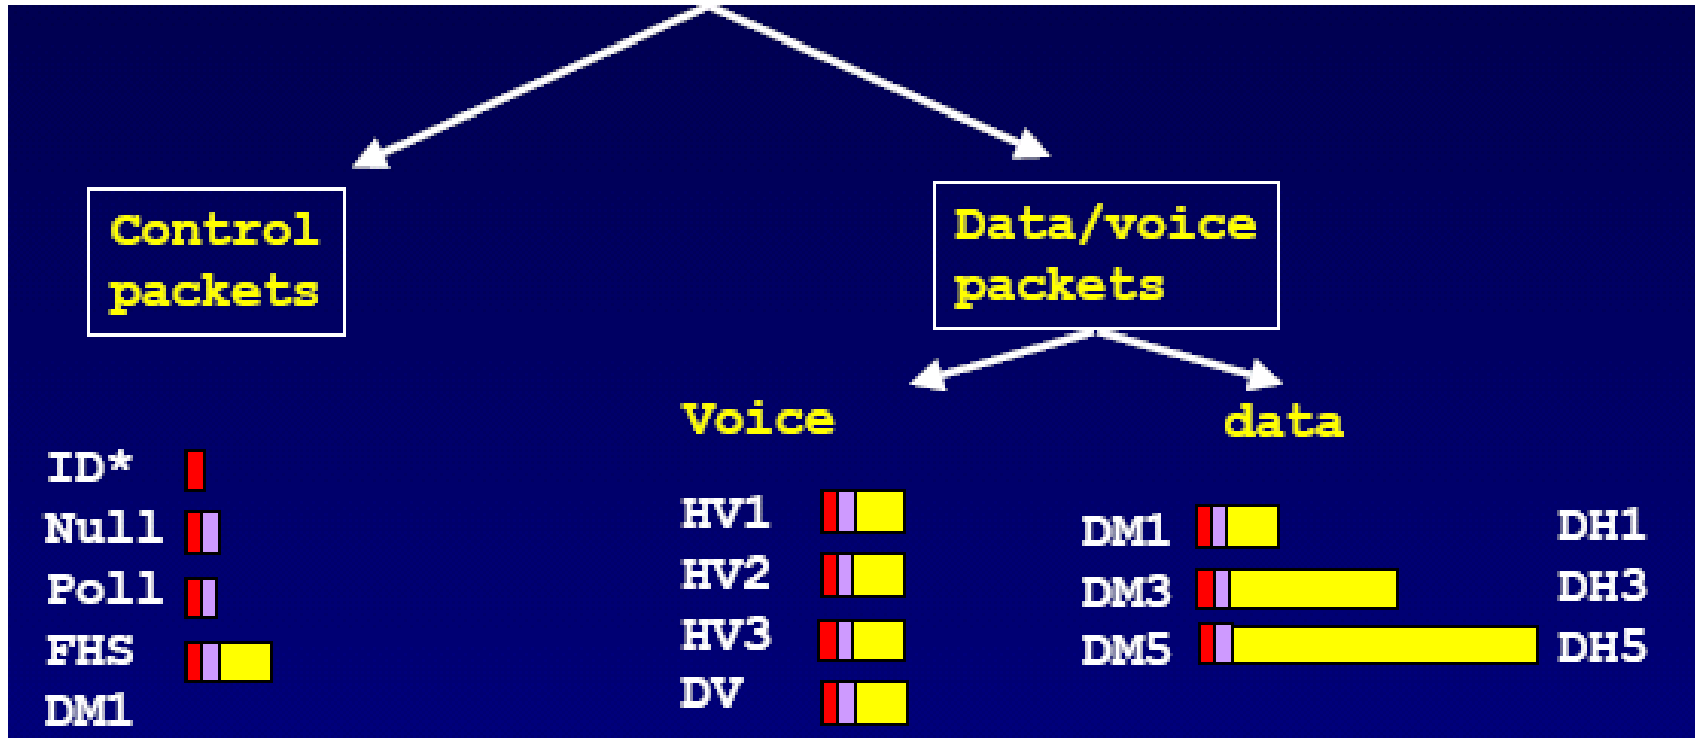 Control
packets
Data/voice
packets
Voice
data
ID*
Null
Poll
FHS
DM1
HV1
HV2
HV3
DV
DM1
DM3
DM5
DH1
DH3
DH5